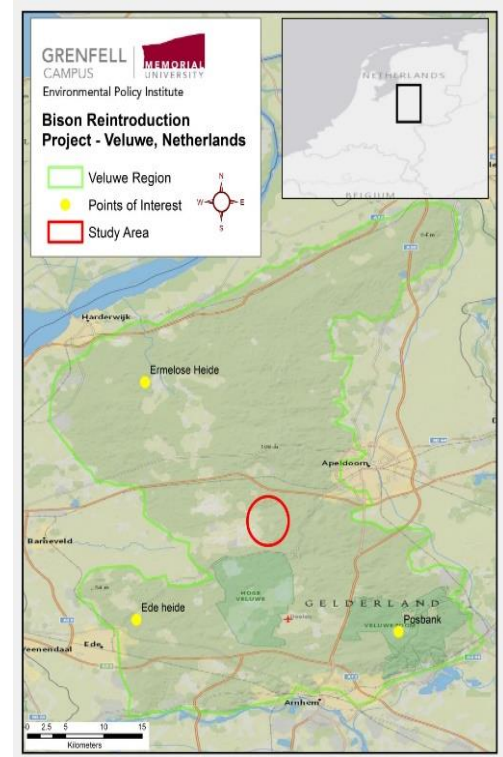 GRENFELL
CAMPUS
MEMORIAL
UNIVERSITY
Environmental Policy Institute
Bison Reintroduction
Project - Veluwe, Netherlands
Veluwe Region
Points of Interest
Study Area
N
W
E
S
NETHERLANDS
BELGIUM
Harderwijk
Ermelose Heide
Apeldoorn
Barneveld
HOGE
VELUWE
GELDERLAND
Ede heide
Posbank
Ede
Arnhem
0 2.5 5 10 15
Kilometers